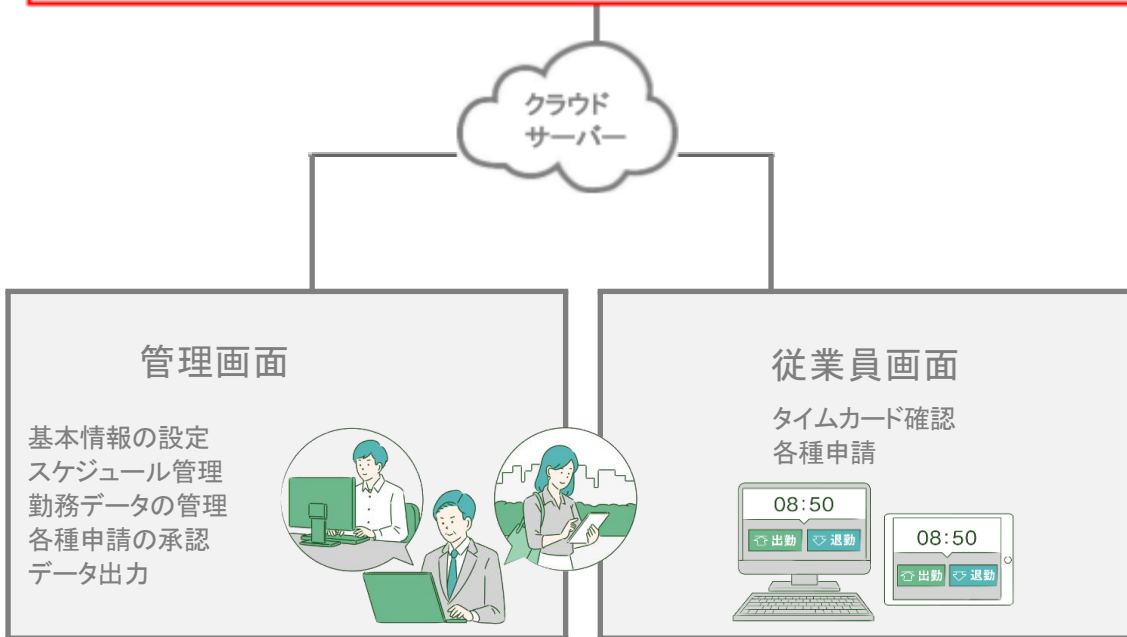 クラウド
サーバー
管理画面
基本情報の設定
スケジュール管理
勤務データの管理
各種申請の承認
データ出力
従業員画面
タイムカード確認
各種申請
08:50
出勤 退勤
08:50
出勤 退勤